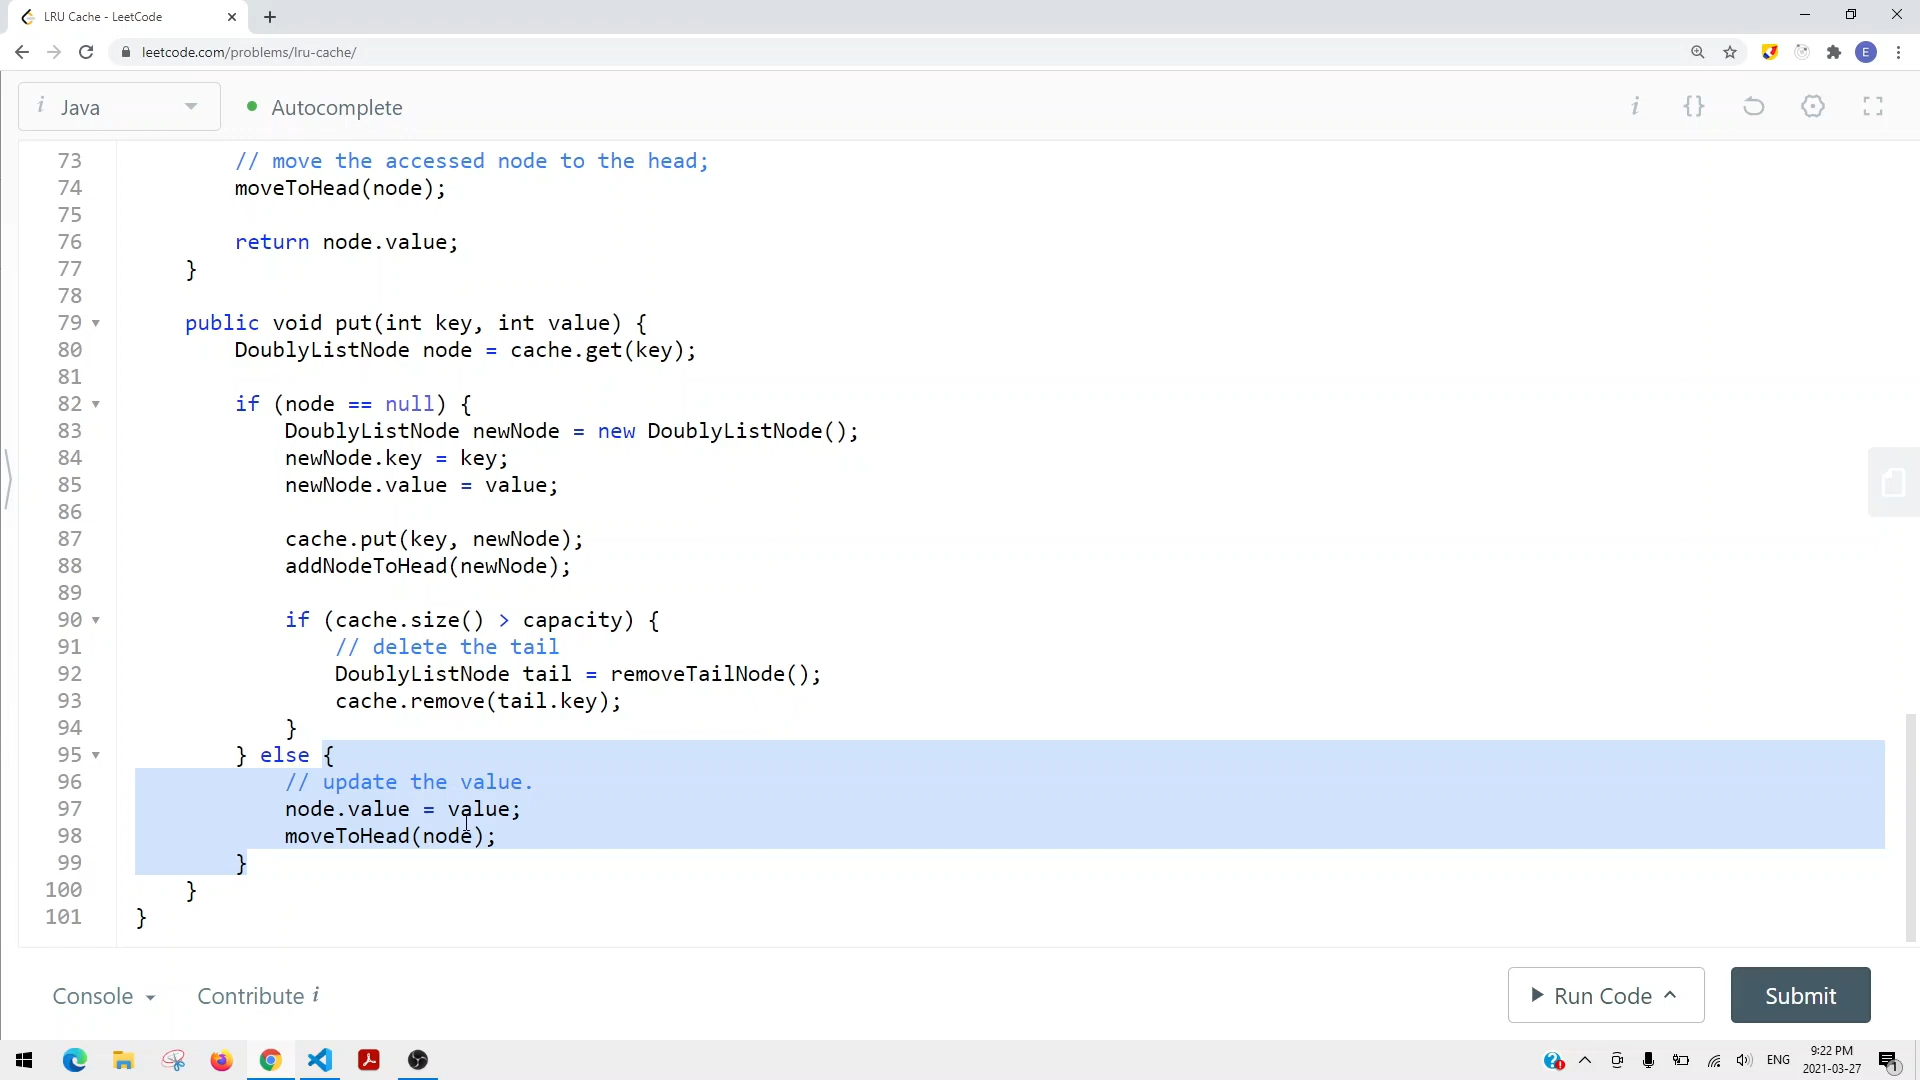 LRU Cache - LeetCode
leetcode.com/problems/lru-cache/
E
i Java
Autocomplete
i {}
73 // move the accessed node to the head;
74 moveToHead(node);
75
76 return node.value;
77 }
78
79 public void put(int key, int value) {
80 DoublyListNode node = cache.get(key);
81
82 if (node == null) {
83 DoublyListNode newNode = new DoublyListNode();
84 newNode.key = key;
85 newNode.value = value;
86
87 cache.put(key, newNode);
88 addNodeToHead(newNode);
89
90 if (cache.size() > capacity) {
91 // delete the tail
92 DoublyListNode tail = removeTailNode();
93 cache.remove(tail.key);
94 }
95 } else {
96 // update the value.
97 node.value = value;
98 moveToHead(node);
99 }
100 }
101 }
Console
Contribute i
Run Code
Submit
ENG
9:22 PM
2021-03-27
1